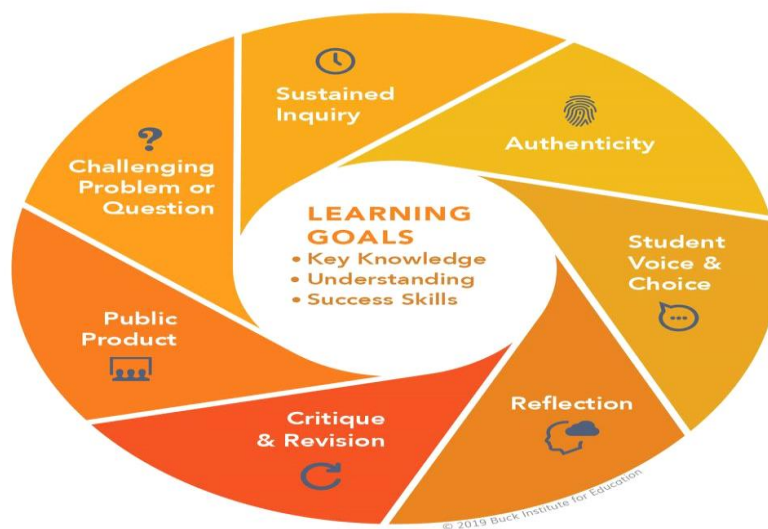 Sustained
Inquiry
Authenticity
Student
Voice &
Choice
Reflection
Critique
& Revision
Public
Product
?
Challenging
Problem or
Question
LEARNING
GOALS
• Key Knowledge
• Understanding
• Success Skills
© 2019 Buck Institute for Education